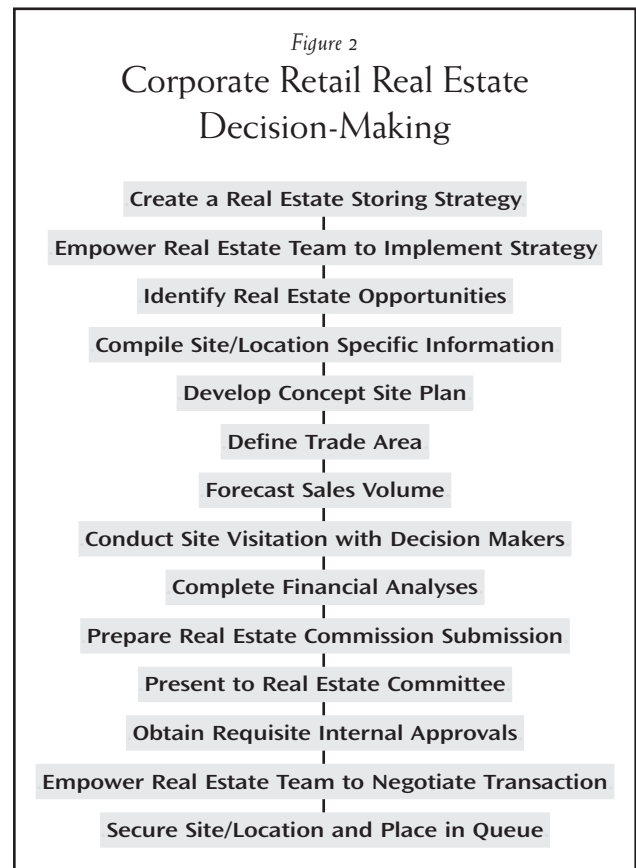 Figure 2
Corporate Retail Real Estate
Decision-Making
Create a Real Estate Storing Strategy
Empower Real Estate Team to Implement Strategy
Identify Real Estate Opportunities
Compile Site/Location Specific Information
Develop Concept Site Plan
Define Trade Area
Forecast Sales Volume
Conduct Site Visitation with Decision Makers
Complete Financial Analyses
Prepare Real Estate Commission Submission
Present to Real Estate Committee
Obtain Requisite Internal Approvals
Empower Real Estate Team to Negotiate Transaction
Secure Site/Location and Place in Queue